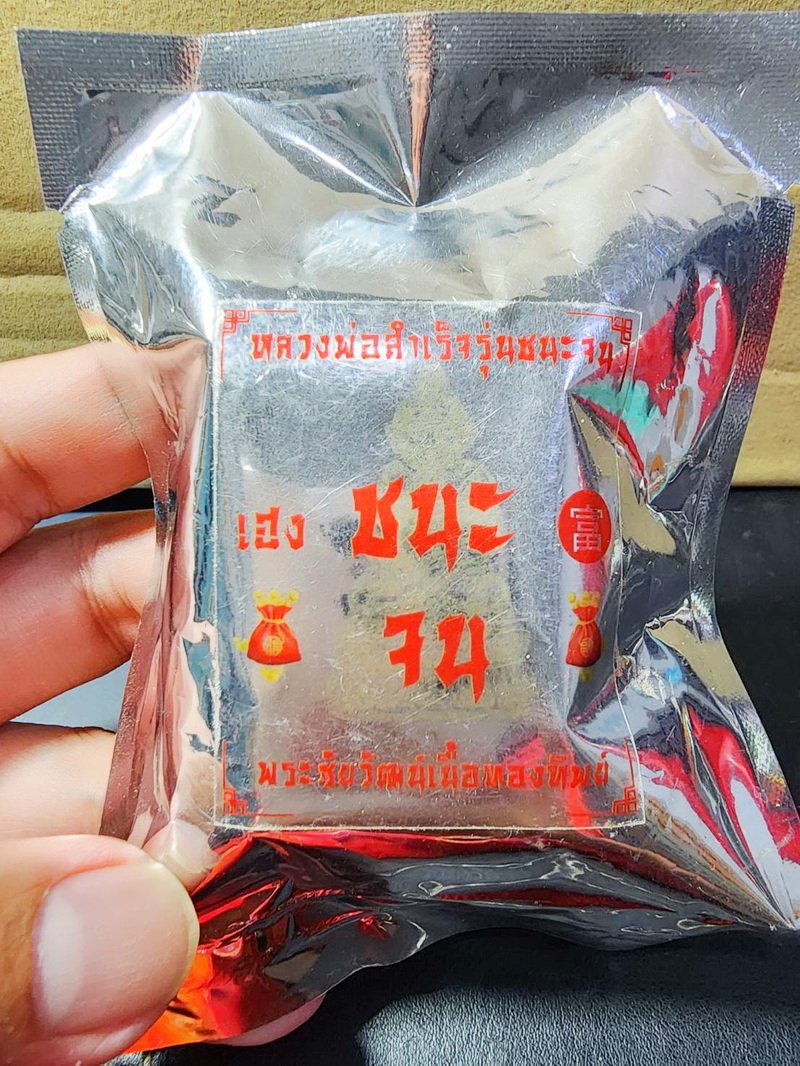 หลวงพ่อสำเร็จรุ่นชนะจน
เฮง ชนะ 富
จน
พระชัยวัฒน์เนื้อทองทิพย์